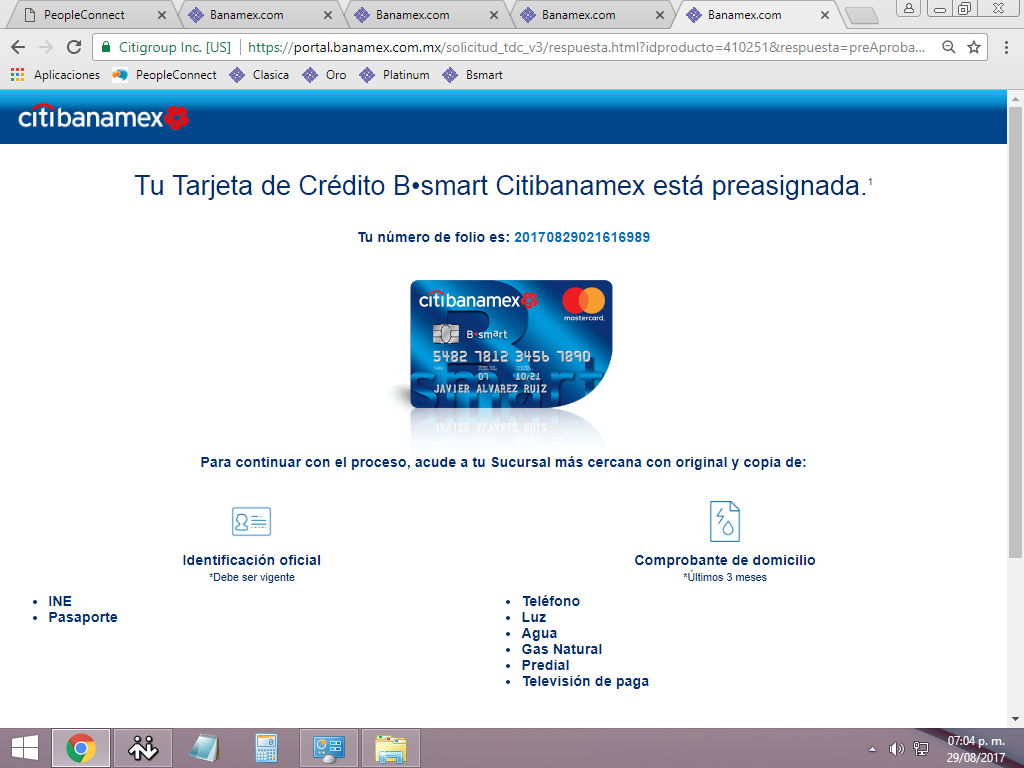 PeopleConnect
Banamex.com
Banamex.com
Banamex.com
Banamex.com
Citigroup Inc. [US]
https://portal.banamex.com.mx/solicitud_tdc_v3/respuesta.html?idproducto=410251&respuesta=preAproba...
Aplicaciones
PeopleConnect
Clasica
Oro
Platinum
Bsmart
citibanamex
Tu Tarjeta de Crédito B•smart Citibanamex está preasignada.1
Tu número de folio es: 20170829021616989
citibanamex
mastercard.
B•smart
5482 7812 3456 7890
07 10/21
JAVIER ALVAREZ RUIZ
Para continuar con el proceso, acude a tu Sucursal más cercana con original y copia de:
Identificación oficial
*Debe ser vigente
• INE
• Pasaporte
Comprobante de domicilio
*Últimos 3 meses
• Teléfono
• Luz
• Agua
• Gas Natural
• Predial
• Televisión de paga
07:04 p. m.
29/08/2017